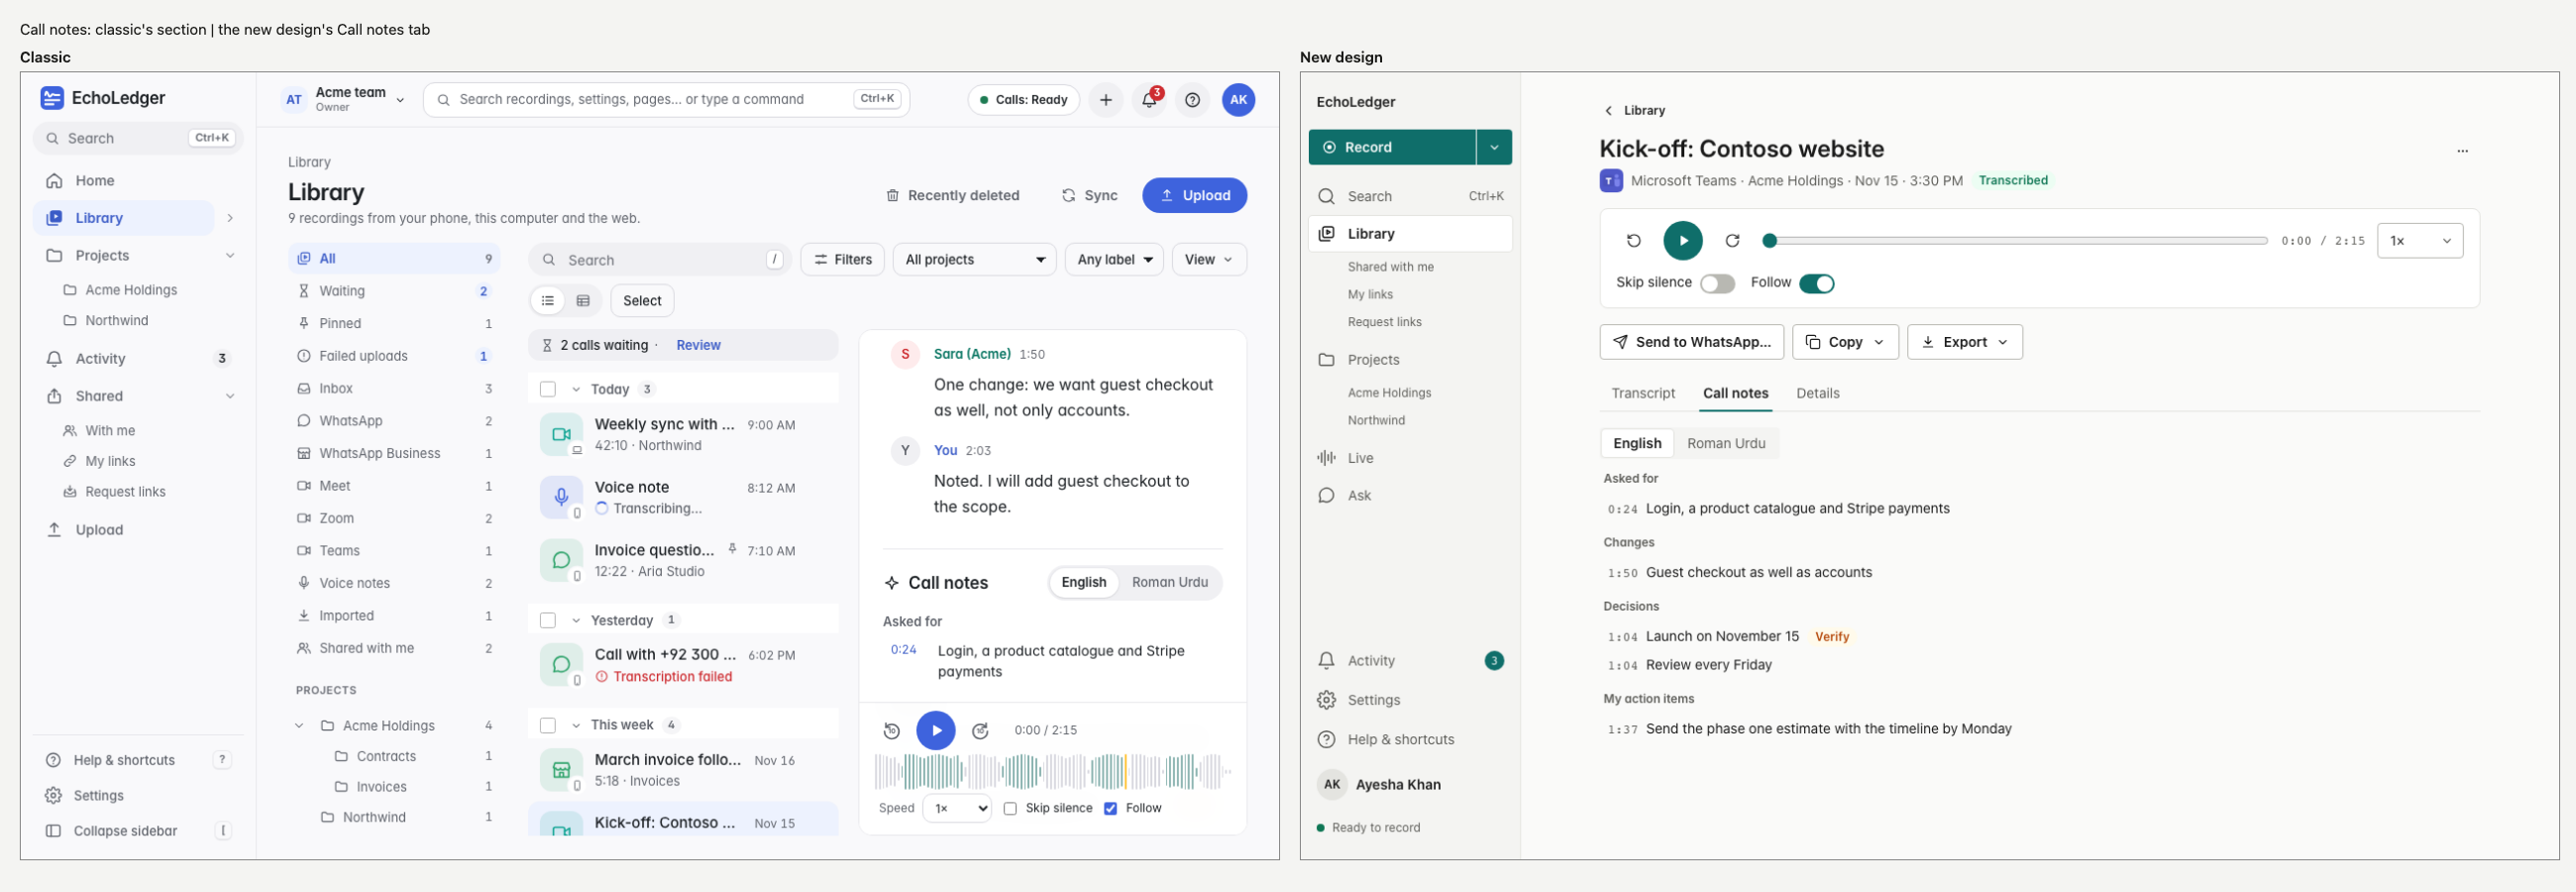 Call notes: classic's section | the new design's Call notes tab
Classic
EchoLedger
Search Ctrl+K
Home
Library
Projects
Acme Holdings
Northwind
Activity 3
Shared
With me
My links
Request links
Upload
Help & shortcuts ?
Settings
Collapse sidebar [
AT Acme team
Owner
Search recordings, settings, pages... or type a command Ctrl+K
Calls: Ready
3
AK
Library
Library
9 recordings from your phone, this computer and the web.
Recently deleted Sync Upload
All 9
Waiting 2
Pinned 1
Failed uploads 1
Inbox 3
WhatsApp 2
WhatsApp Business 1
Meet 1
Zoom 2
Teams 1
Voice notes 2
Imported 1
Shared with me 2
PROJECTS
Acme Holdings 4
Contracts 1
Invoices 1
Northwind 1
Search / Filters All projects Any label View
Select
2 calls waiting · Review
Today 3
Weekly sync with ... 9:00 AM
42:10 · Northwind
Voice note 8:12 AM
Transcribing...
Invoice questio... 7:10 AM
12:22 · Aria Studio
Yesterday 1
Call with +92 300 ... 6:02 PM
Transcription failed
This week 4
March invoice follo... Nov 16
5:18 · Invoices
Kick-off: Contoso ... Nov 15
S Sara (Acme) 1:50
One change: we want guest checkout
as well, not only accounts.
Y You 2:03
Noted. I will add guest checkout to
the scope.
Call notes English Roman Urdu
Asked for
0:24 Login, a product catalogue and Stripe
payments
10 10 0:00 / 2:15
Speed 1× Skip silence Follow
New design
EchoLedger
Record
Search Ctrl+K
Library
Shared with me
My links
Request links
Projects
Acme Holdings
Northwind
Live
Ask
Activity 3
Settings
Help & shortcuts
AK Ayesha Khan
Ready to record
Library
Kick-off: Contoso website ...
T Microsoft Teams · Acme Holdings · Nov 15 · 3:30 PM Transcribed
0:00 / 2:15 1×
Skip silence Follow
Send to WhatsApp... Copy Export
Transcript Call notes Details
English Roman Urdu
Asked for
0:24 Login, a product catalogue and Stripe payments
Changes
1:50 Guest checkout as well as accounts
Decisions
1:04 Launch on November 15 Verify
1:04 Review every Friday
My action items
1:37 Send the phase one estimate with the timeline by Monday